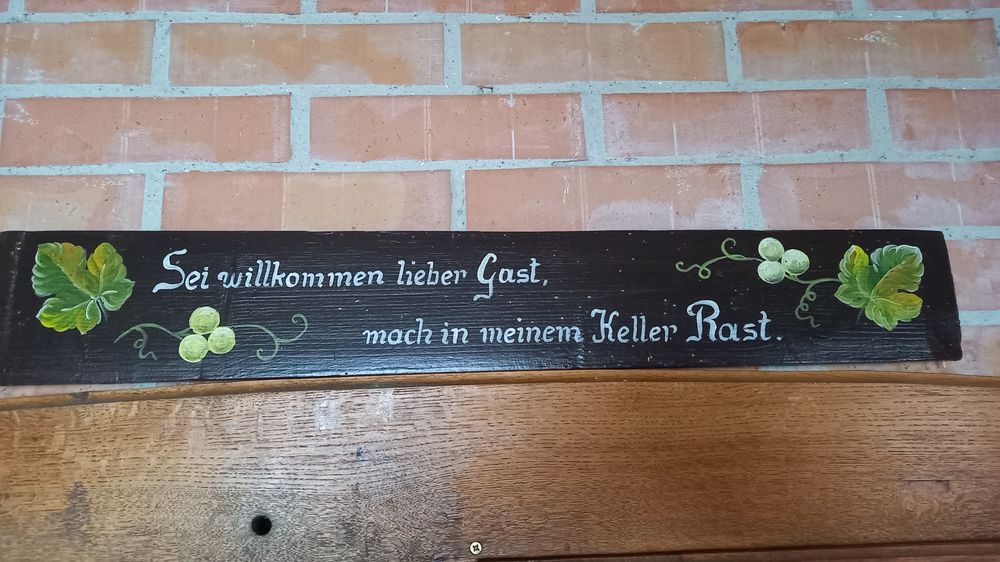 Sei willkommen lieber Gast,
mach in meinem Keller Rast.